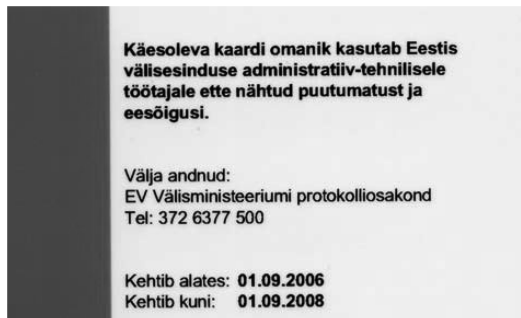 Käesoleva kaardi omanik kasutab Eestis
välisesinduse administratiiv-tehnilisele
töötajale ette nähtud puutumatust ja
eesõigusi.
Välja andnud:
EV Välisministeeriumi protokolliosakond
Tel: 372 6377 500
Kehtib alates: 01.09.2006
Kehtib kuni: 01.09.2008